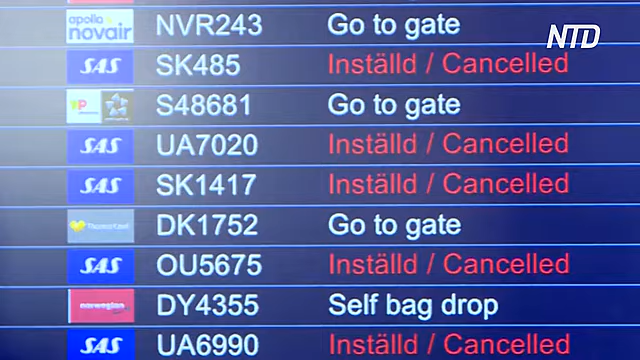 apollo novair NVR243 Go to gate
NTD
SAS SK485 Inställd / Cancelled
S48681 Go to gate
SAS UA7020 Inställd / Cancelled
SAS SK1417 Inställd / Cancelled
Thomas Cook DK1752 Go to gate
SAS OU5675 Inställd / Cancelled
norwegian DY4355 Self bag drop
SAS UA6990 Inställd / Cancelled